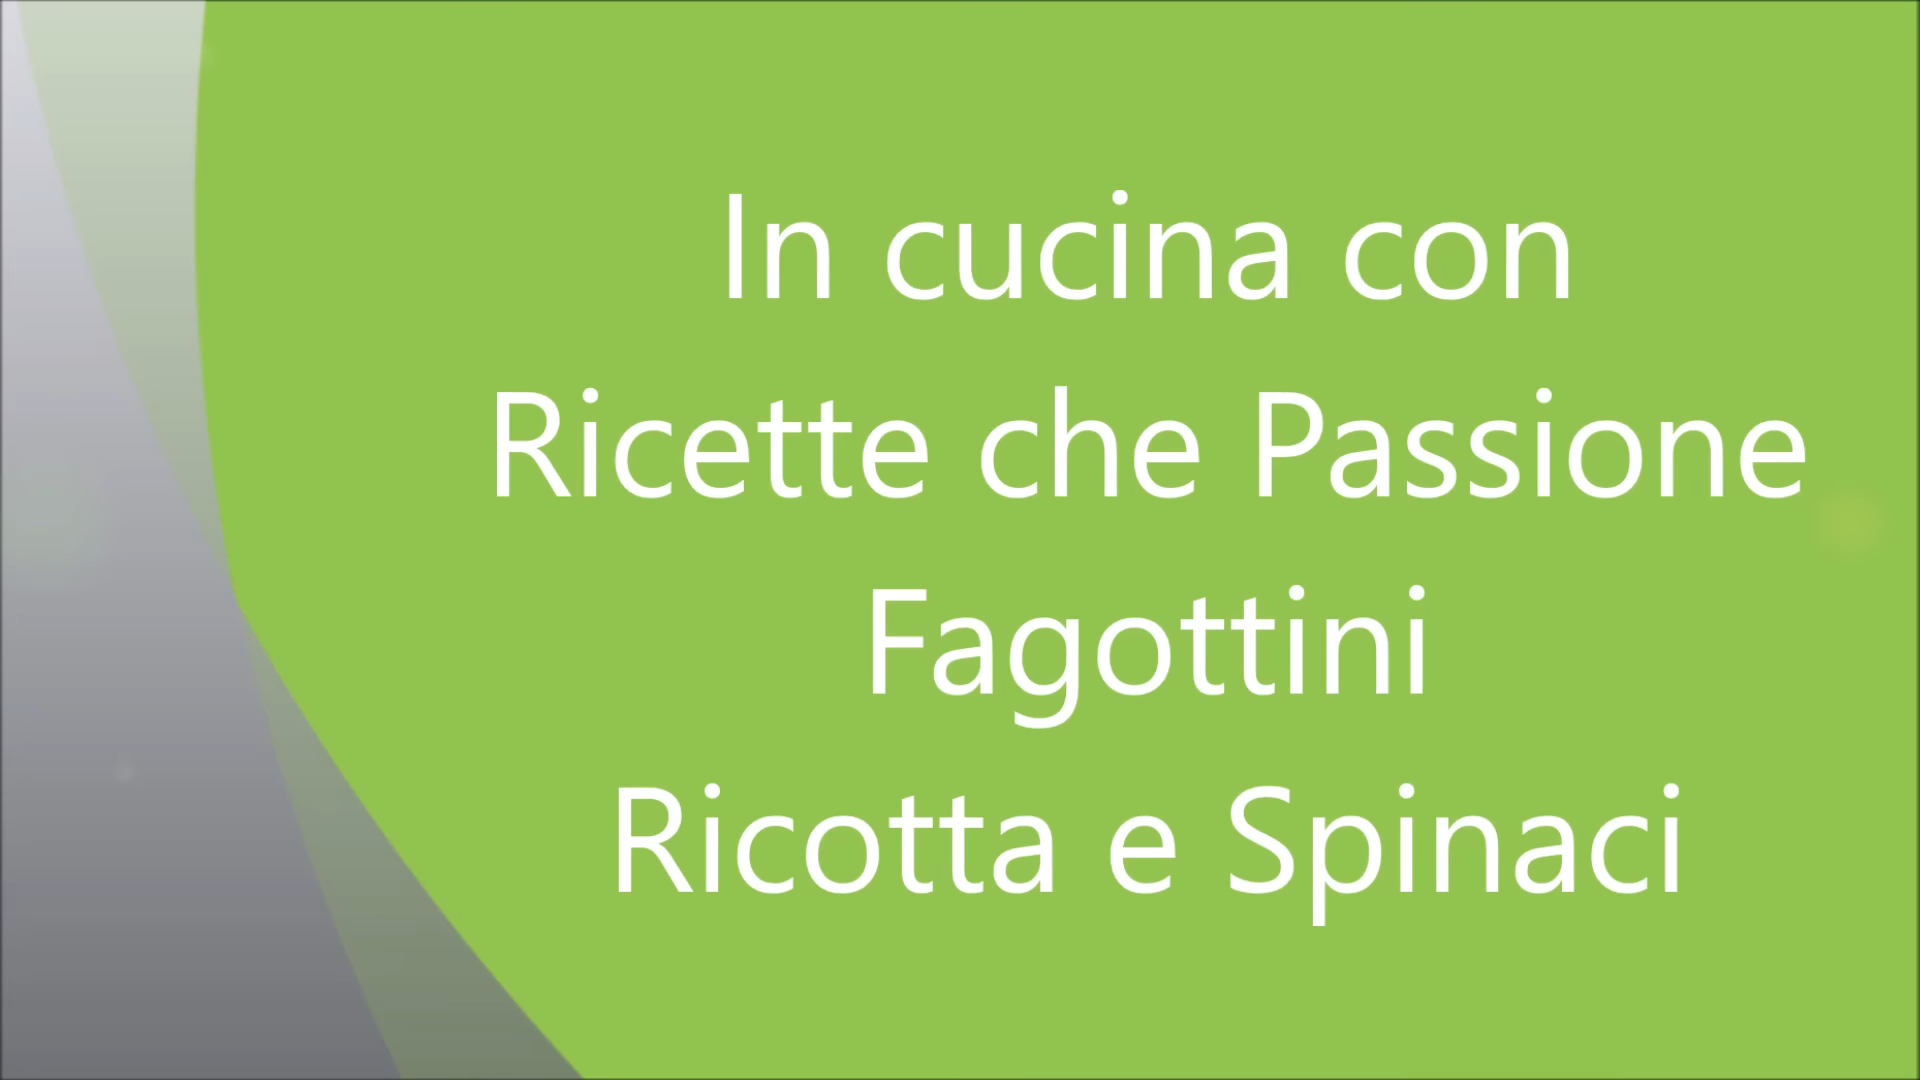 In cucina con
Ricette che Passione
Fagottini
Ricotta e Spinaci